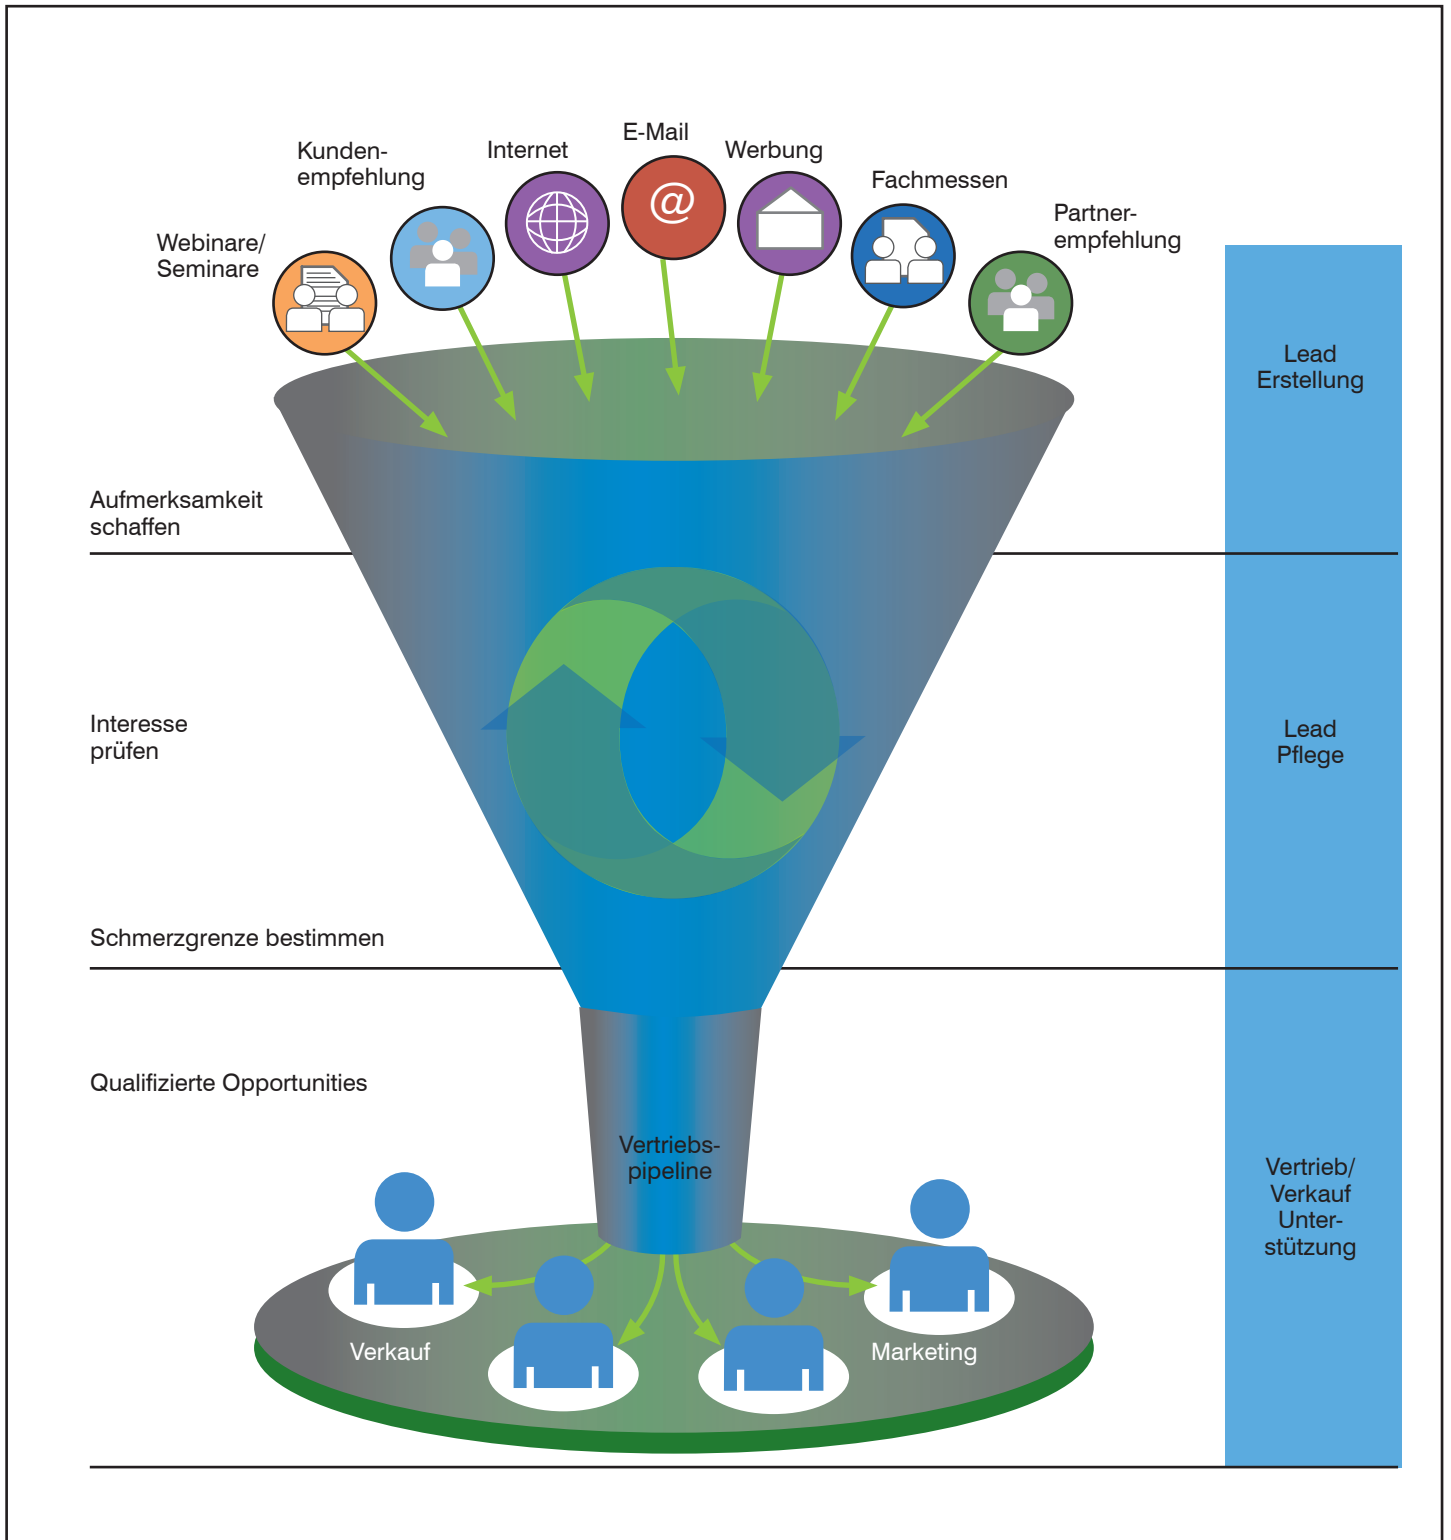 E-Mail
Kunden-
empfehlung
Internet
Werbung
Fachmessen
Partner-
empfehlung
Webinare/
Seminare
@
Lead
Erstellung
Aufmerksamkeit
schaffen
Interesse
prüfen
Lead
Pflege
Schmerzgrenze bestimmen
Qualifizierte Opportunities
Vertriebs-
pipeline
Vertrieb/
Verkauf
Unter-
stützung
Verkauf
Marketing